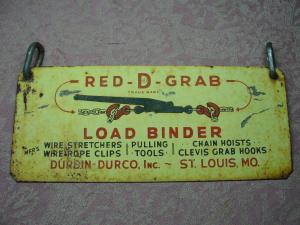 RED-"D"-GRAB
TRADE MARK
LOAD BINDER
MFR'S WIRE STRETCHERS | PULLING | CHAIN HOISTS
WIRE ROPE CLIPS | TOOLS | CLEVIS GRAB HOOKS
DURBIN-DURCO, INC. ~ ST. LOUIS, MO.